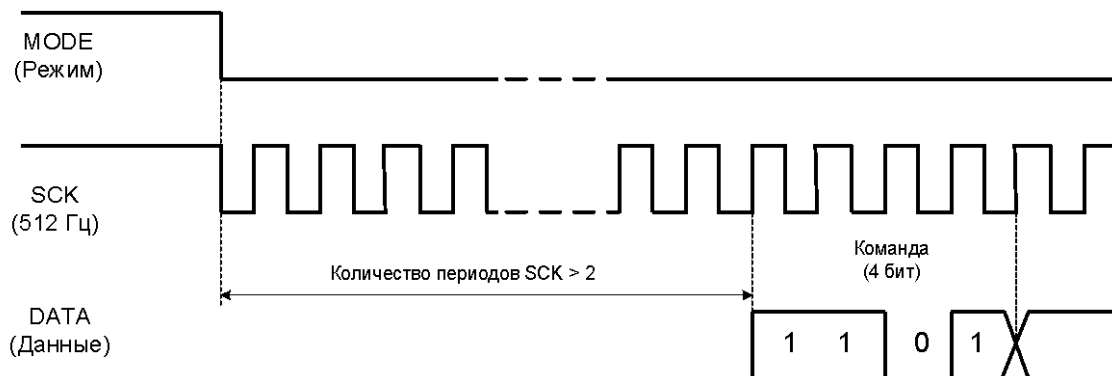 MODE
(Режим)
SCK
(512 Гц)
Количество периодов SCK > 2
Команда
(4 бит)
DATA
(Данные)
1 1 0 1